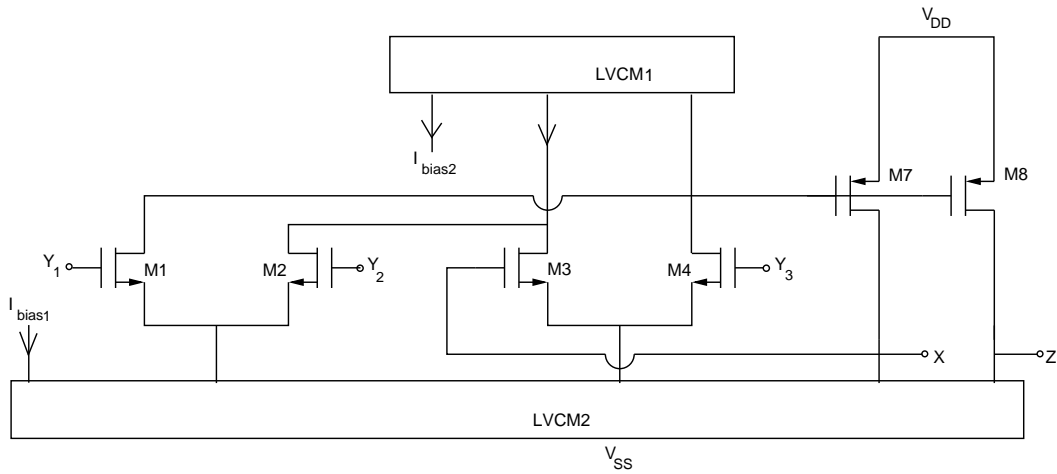 V_DD
LVCM1
I_bias2
M7
M8
Y_1
M1
M2
Y_2
M3
M4
Y_3
I_bias1
X
Z
LVCM2
V_SS